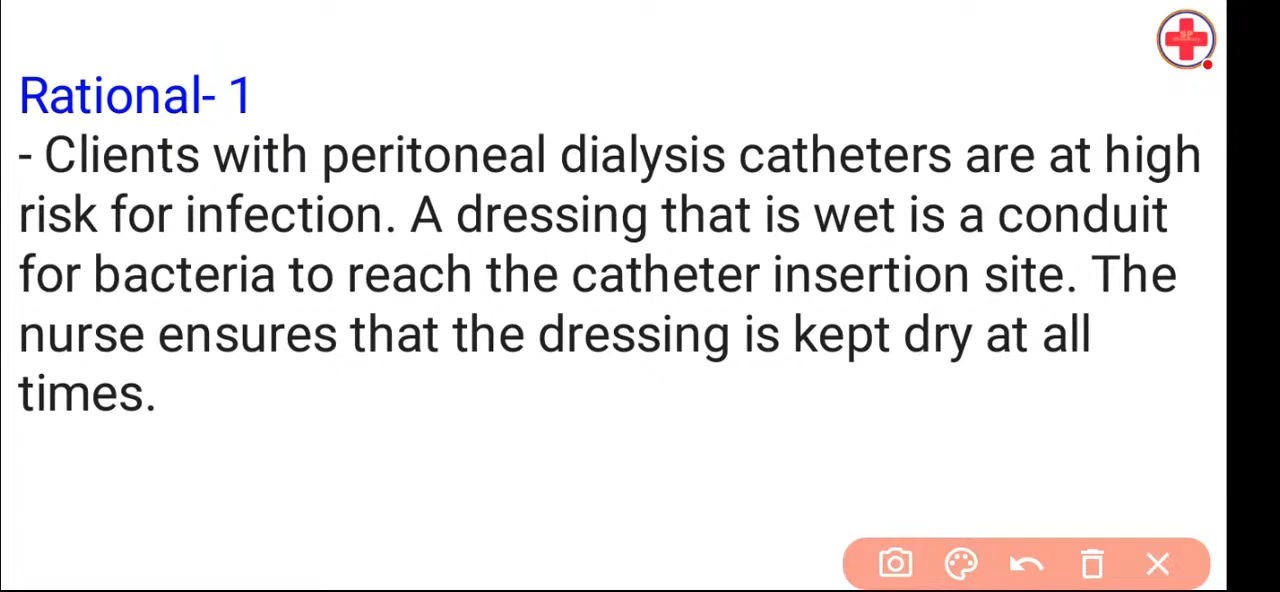 SP
Rational- 1
- Clients with peritoneal dialysis catheters are at high
risk for infection. A dressing that is wet is a conduit
for bacteria to reach the catheter insertion site. The
nurse ensures that the dressing is kept dry at all
times.